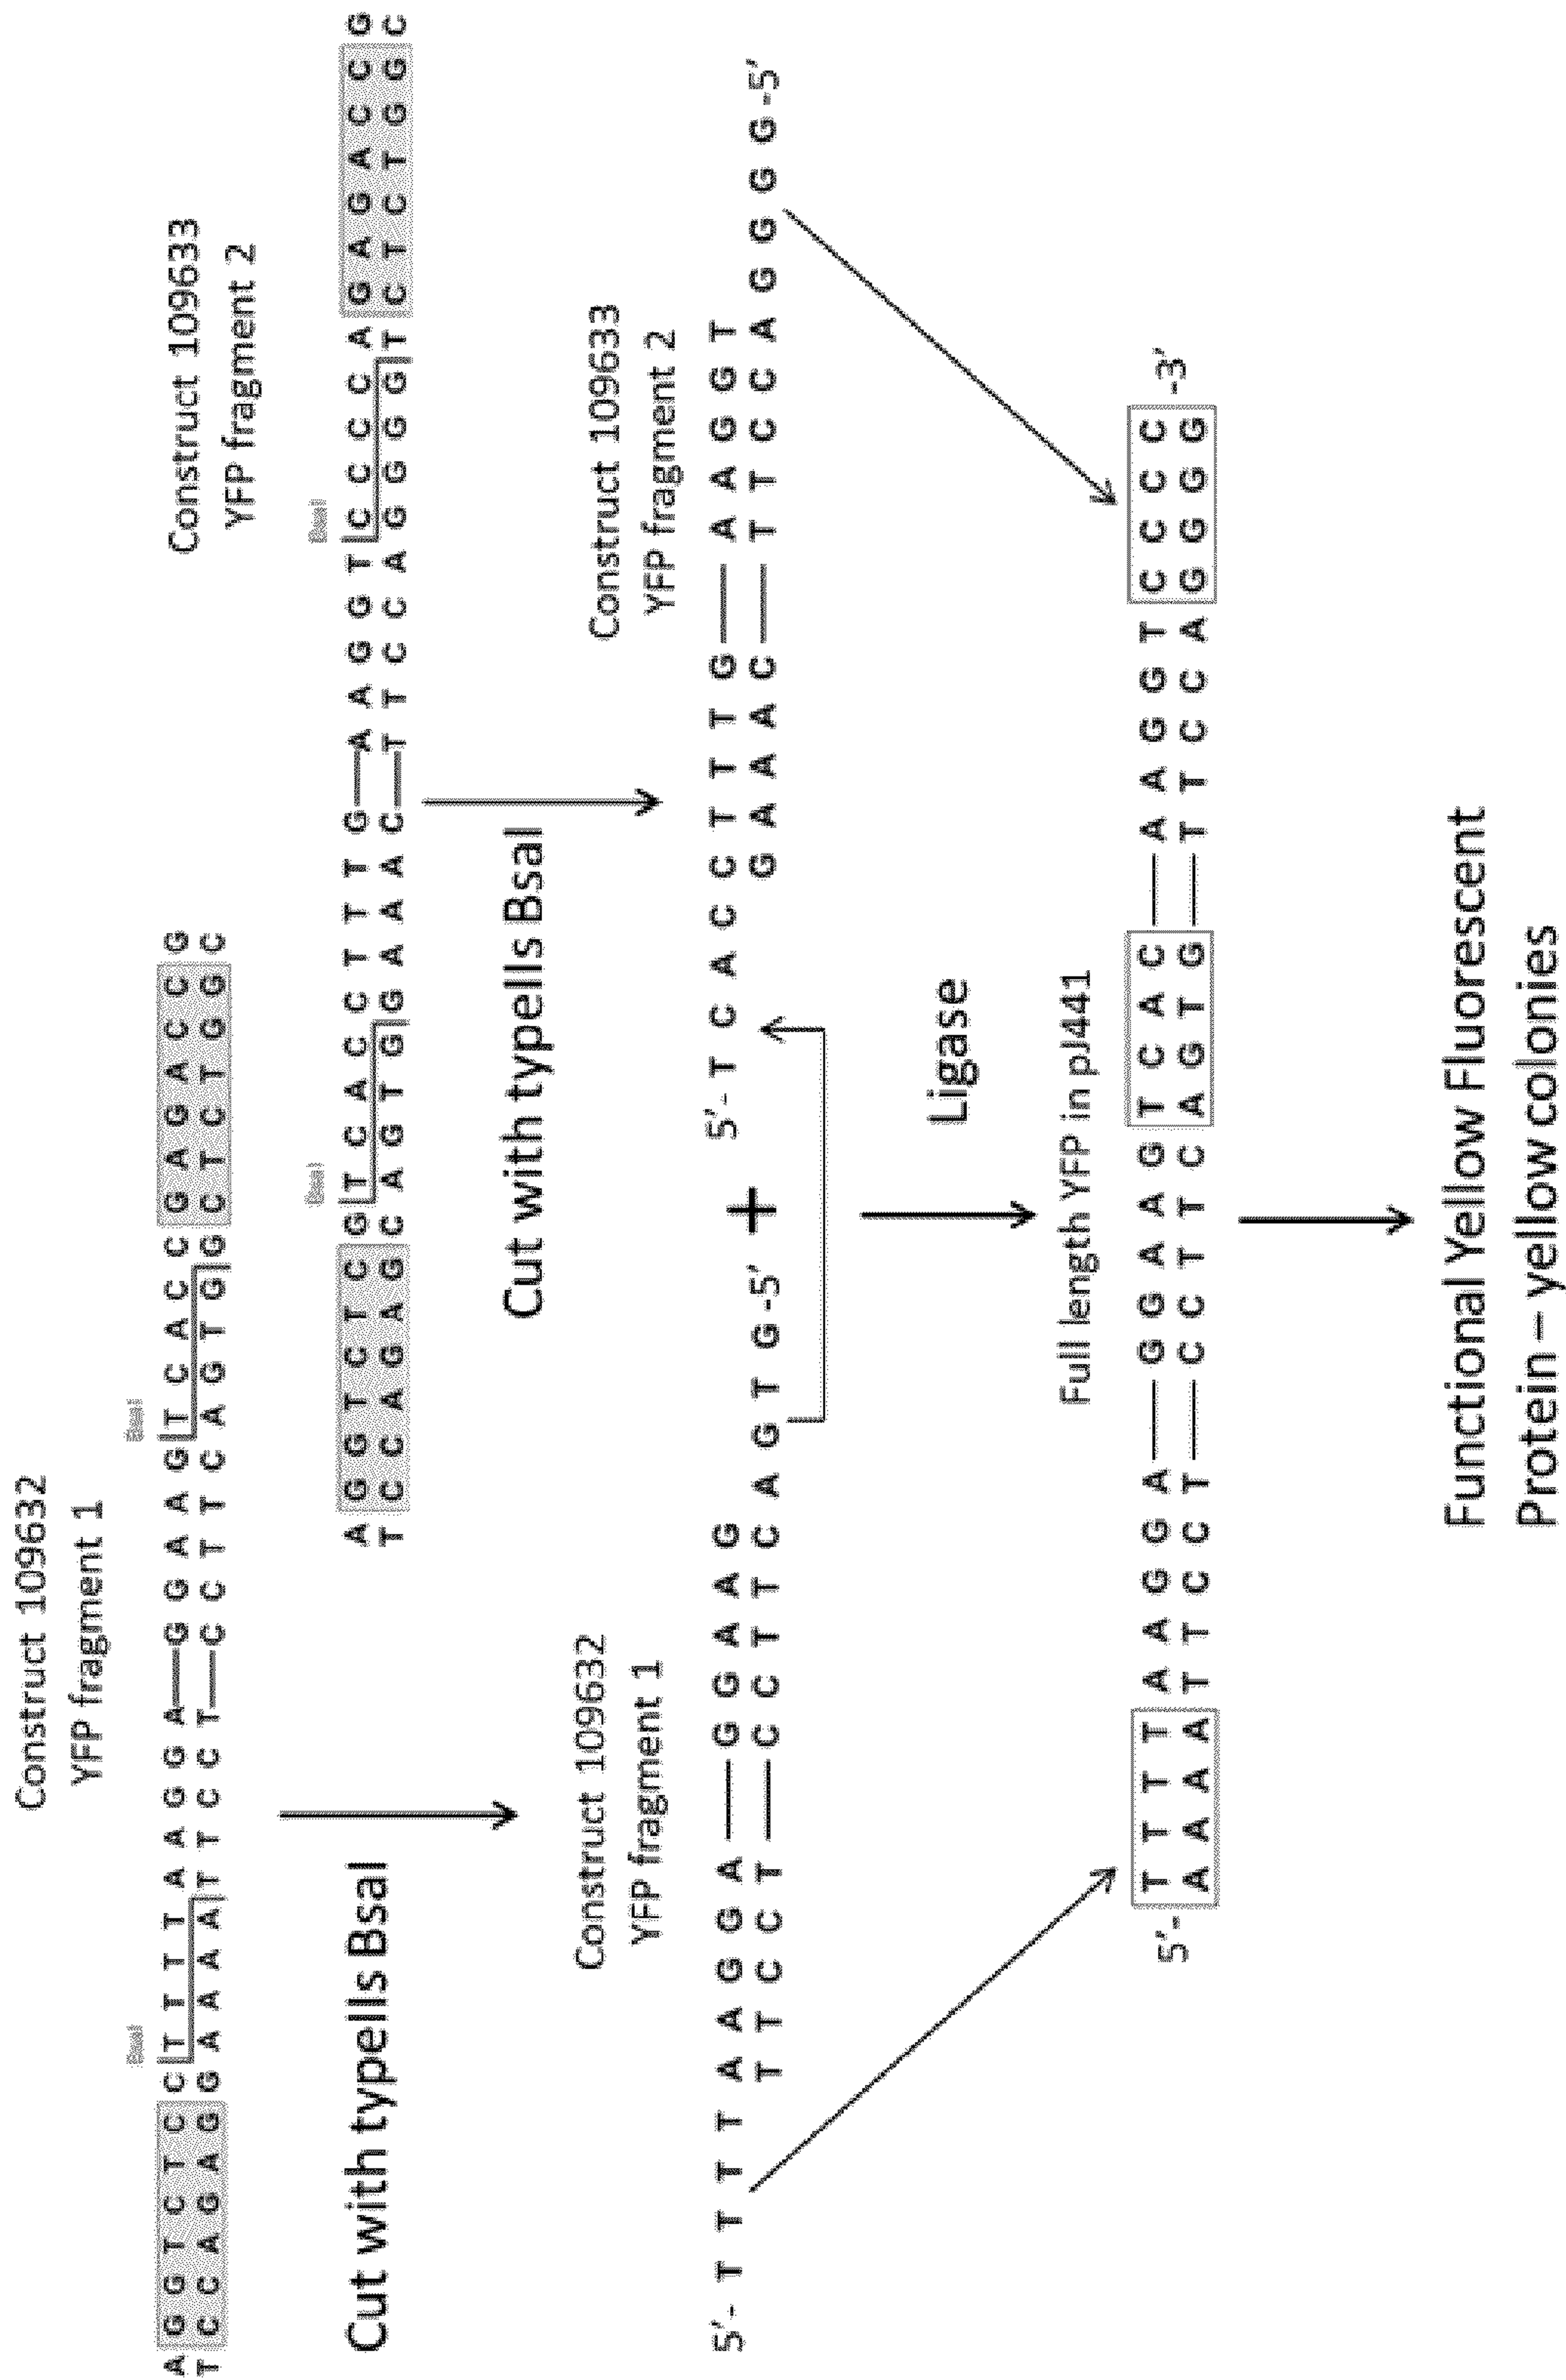 Construct 109632
YFP fragment 1
BsaI BsaI
A G G T C T C C T T T T A A G G A — G G A A G T C A C C G A G A C C G
T C C A G A G G A A A A T T C C T — C C T T C A G T G G C T C T G G C
Construct 109633
YFP fragment 2
BsaI BsaI
A G G T C T C G T C A C C T T T G — A A G G T C C C C A G A G A C C G
T C C A G A G C A G T G G A A A C — T T C C A G G G G T C T C T G G C
Cut with typeIIs BsaI
Cut with typeIIs BsaI
Construct 109632
YFP fragment 1
5'- T T T T A A G G A — G G A A G
T T C C T — C C T T C A G T G -5'
+
Construct 109633
YFP fragment 2
5'- T C A C C T T T G — A A G G T
G A A A C — T T C C A G G G G -5'
Ligase
Full length YFP in pJ441
5'- T T T T A A G G A — G G A A G T C A C — A A G G T C C C C -3'
A A A A T T C C T — C C T T C A G T G — T T C C A G G G G
Functional Yellow Fluorescent
Protein – yellow colonies